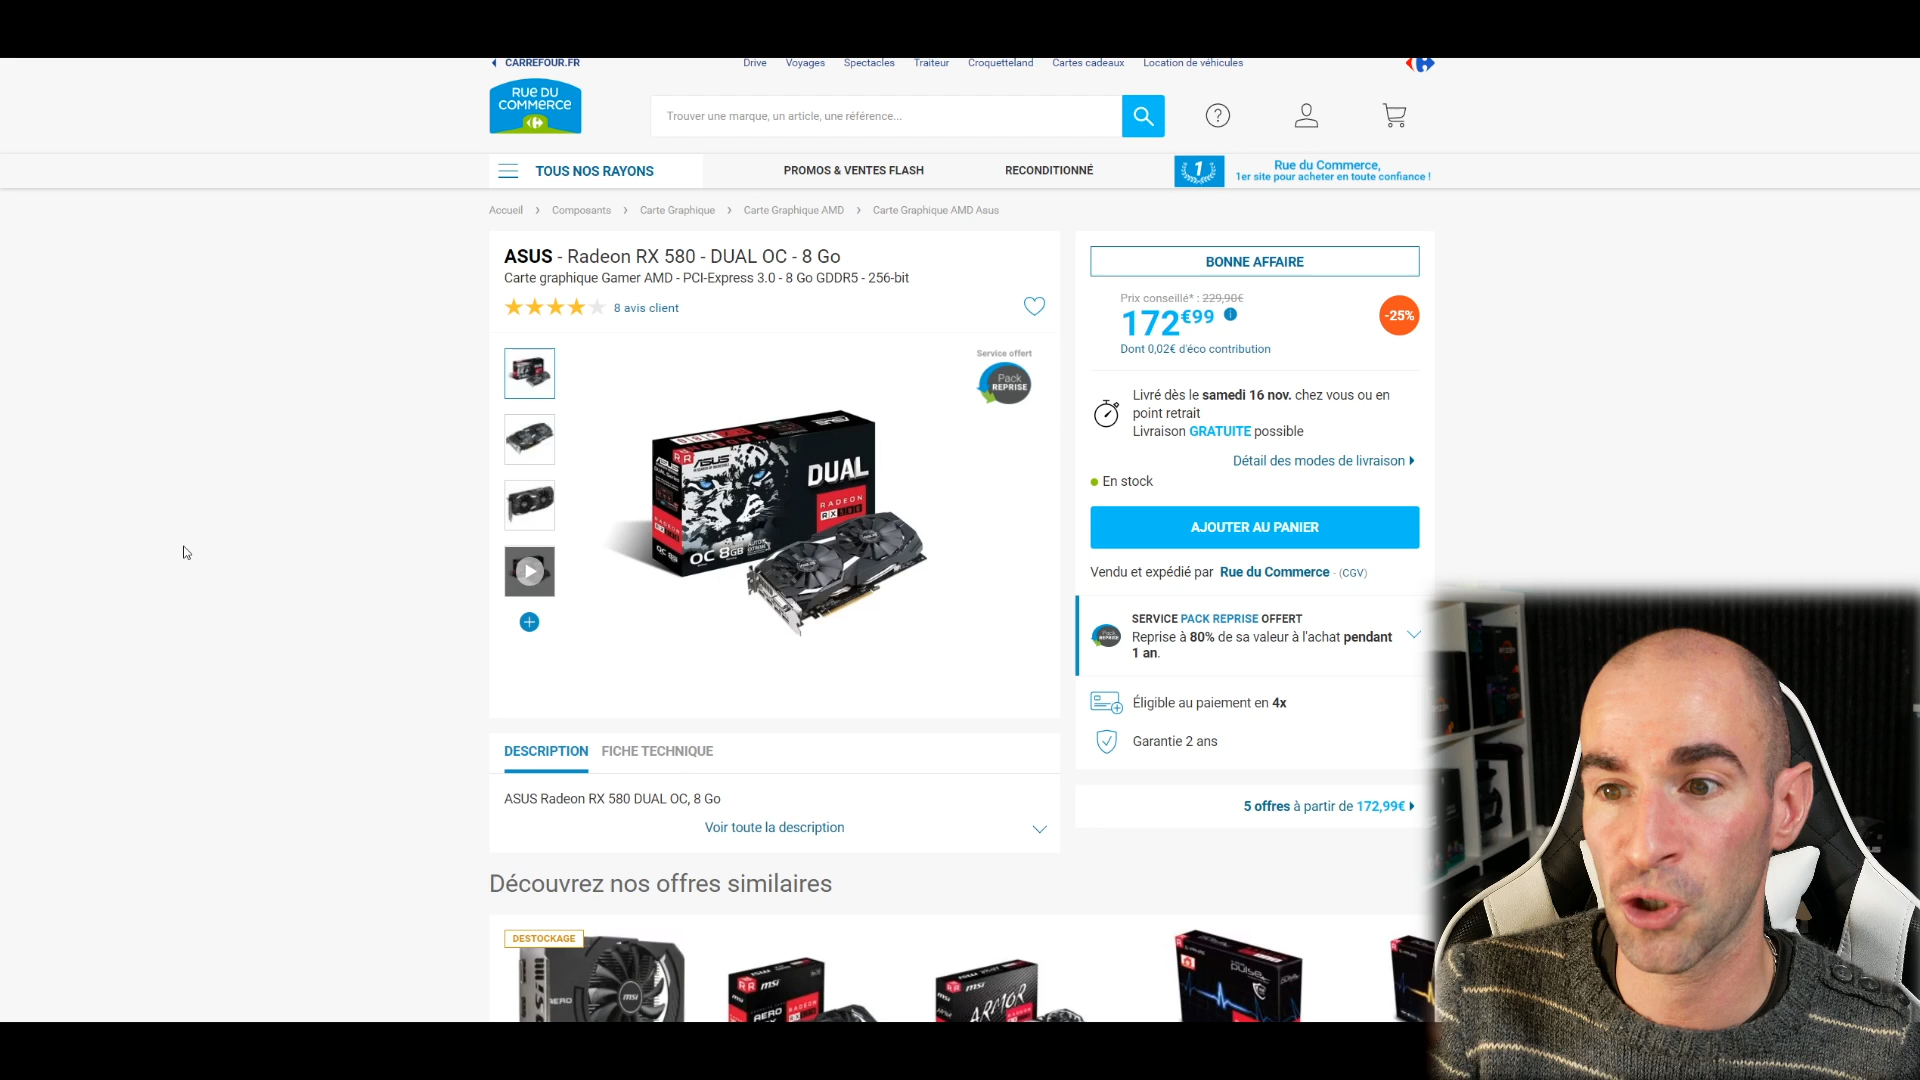 CARREFOUR.FR
Drive Voyages Spectacles Traiteur Croquetteland Cartes cadeaux Location de véhicules
RUE DU
COMMERCE
Trouver une marque, un article, une référence...
TOUS NOS RAYONS
PROMOS & VENTES FLASH
RECONDITIONNÉ
1
Rue du Commerce,
1er site pour acheter en toute confiance !
Accueil > Composants > Carte Graphique > Carte Graphique AMD > Carte Graphique AMD Asus
ASUS - Radeon RX 580 - DUAL OC - 8 Go
Carte graphique Gamer AMD - PCI-Express 3.0 - 8 Go GDDR5 - 256-bit
8 avis client
Service offert
Pack
REPRISE
ASUS
DUAL
RADEON
RX 580
OC 8GB
BONNE AFFAIRE
Prix conseillé* : 229,90€
172€99
-25%
Dont 0,02€ d'éco contribution
Livré dès le samedi 16 nov. chez vous ou en
point retrait
Livraison GRATUITE possible
Détail des modes de livraison
En stock
AJOUTER AU PANIER
Vendu et expédié par Rue du Commerce - (CGV)
SERVICE PACK REPRISE OFFERT
Reprise à 80% de sa valeur à l'achat pendant
1 an.
Éligible au paiement en 4x
Garantie 2 ans
5 offres à partir de 172,99€
DESCRIPTION FICHE TECHNIQUE
ASUS Radeon RX 580 DUAL OC, 8 Go
Voir toute la description
Découvrez nos offres similaires
DESTOCKAGE
AERO
msi
msi
AERO
msi
ARMOR
PULSE